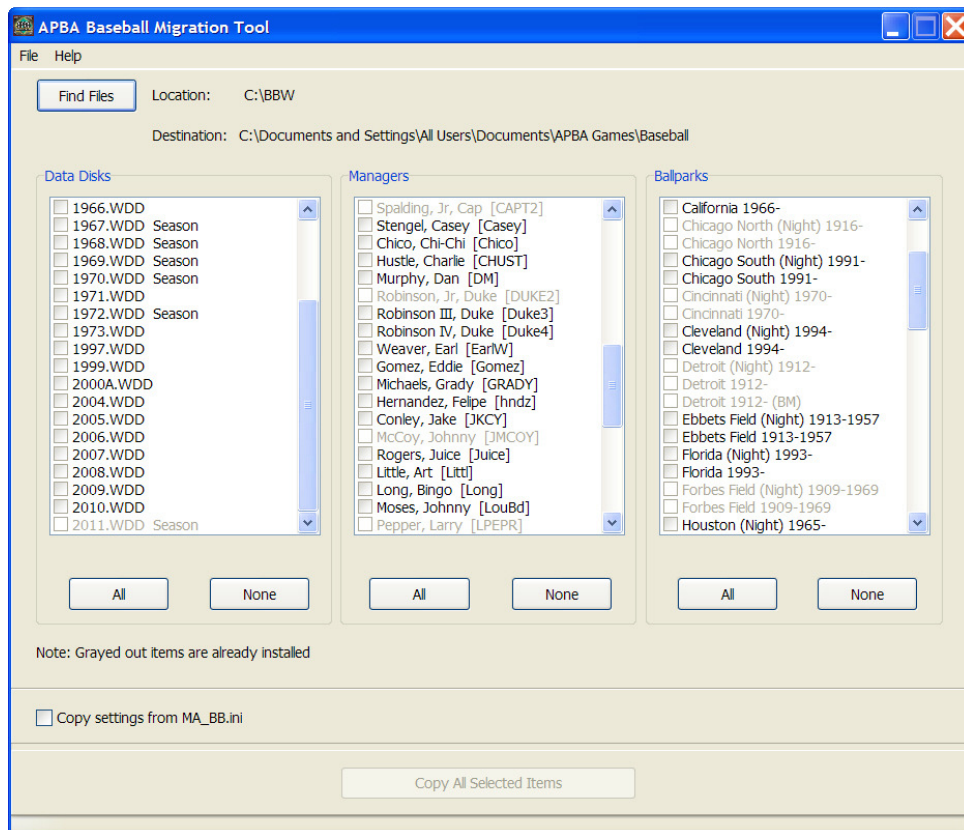 APBA Baseball Migration Tool
File Help
Find Files Location: C:\BBW
Destination: C:\Documents and Settings\All Users\Documents\APBA Games\Baseball
Data Disks
1966.WDD
1967.WDD Season
1968.WDD Season
1969.WDD Season
1970.WDD Season
1971.WDD
1972.WDD Season
1973.WDD
1997.WDD
1999.WDD
2000A.WDD
2004.WDD
2005.WDD
2006.WDD
2007.WDD
2008.WDD
2009.WDD
2010.WDD
2011.WDD Season
All None
Managers
Spalding, Jr, Cap [CAPT2]
Stengel, Casey [Casey]
Chico, Chi-Chi [Chico]
Hustle, Charlie [CHUST]
Murphy, Dan [DM]
Robinson, Jr, Duke [DUKE2]
Robinson III, Duke [Duke3]
Robinson IV, Duke [Duke4]
Weaver, Earl [EarlW]
Gomez, Eddie [Gomez]
Michaels, Grady [GRADY]
Hernandez, Felipe [hndz]
Conley, Jake [JKCY]
McCoy, Johnny [JMCOY]
Rogers, Juice [Juice]
Little, Art [Littl]
Long, Bingo [Long]
Moses, Johnny [LouBd]
Pepper, Larry [LPEPR]
All None
Ballparks
California 1966-
Chicago North (Night) 1916-
Chicago North 1916-
Chicago South (Night) 1991-
Chicago South 1991-
Cincinnati (Night) 1970-
Cincinnati 1970-
Cleveland (Night) 1994-
Cleveland 1994-
Detroit (Night) 1912-
Detroit 1912-
Detroit 1912- (BM)
Ebbets Field (Night) 1913-1957
Ebbets Field 1913-1957
Florida (Night) 1993-
Florida 1993-
Forbes Field (Night) 1909-1969
Forbes Field 1909-1969
Houston (Night) 1965-
All None
Note: Grayed out items are already installed
Copy settings from MA_BB.ini
Copy All Selected Items